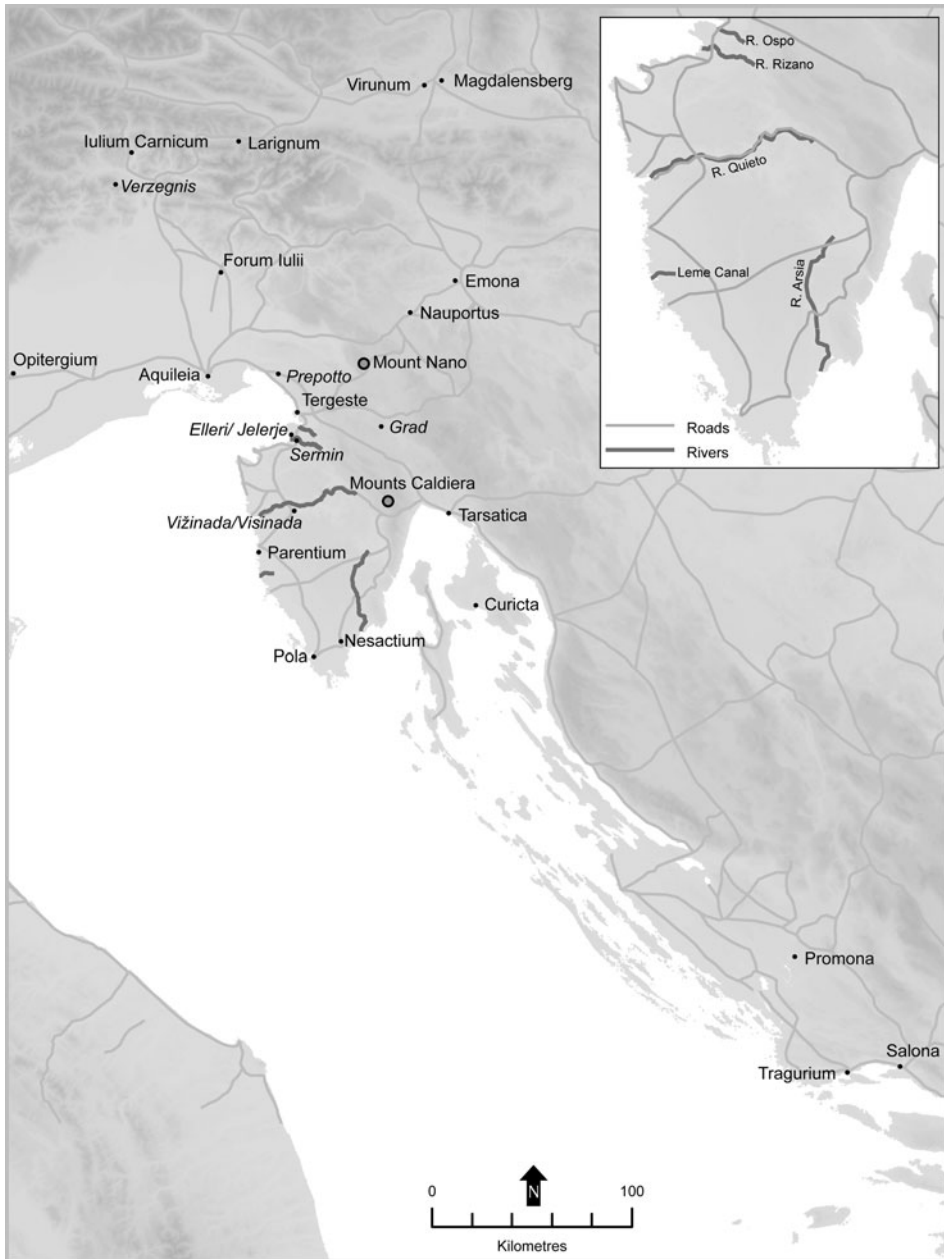 R. Ospo
R. Rizano
R. Quieto
Leme Canal
R. Arsia
Roads
Rivers
Virunum
Magdalensberg
Iulium Carnicum
Larignum
Verzegnis
Forum Iulii
Emona
Nauportus
Opitergium
Aquileia
Prepotto
Mount Nano
Tergeste
Elleri/ Jelerje
Grad
Sermin
Mounts Caldiera
Vižinada/Visinada
Tarsatica
Parentium
Curicta
Nesactium
Pola
Promona
Salona
Tragurium
0
100
N
Kilometres